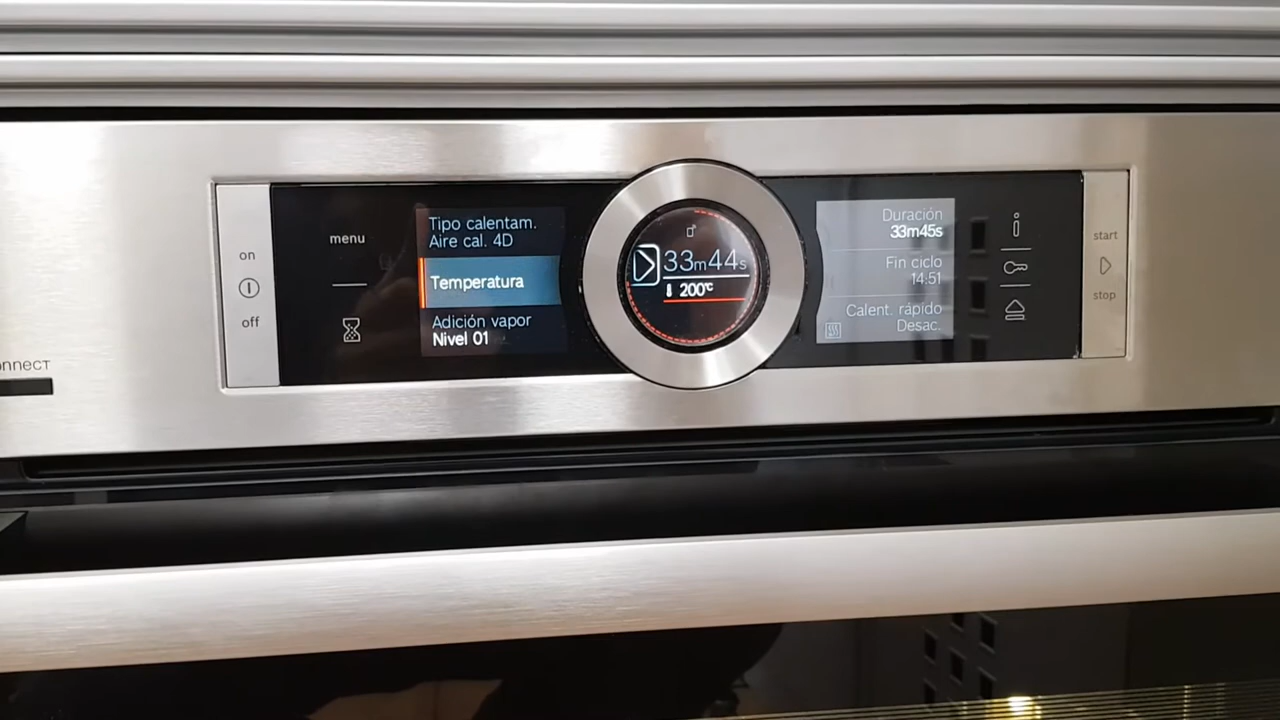 onnect
on
off
menu
Tipo calentam.
Aire cal. 4D
Temperatura
Adición vapor
Nivel 01
33m44s
200°C
Duración
33m45s
Fin ciclo
14:51
Calent. rápido
Desac.
start
stop